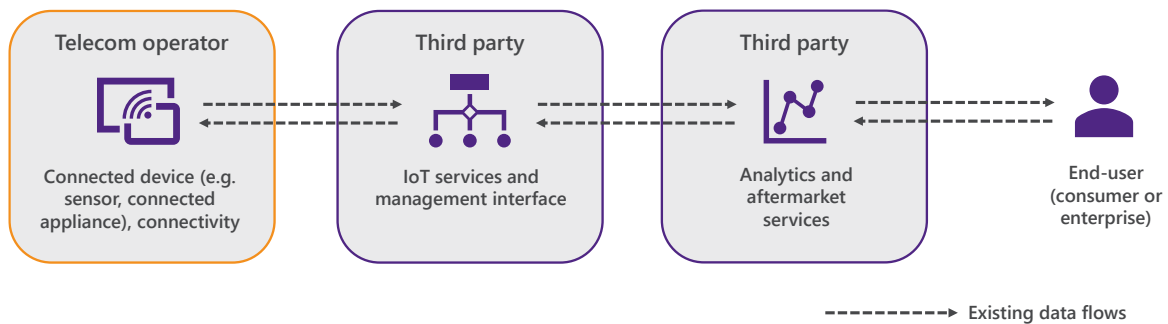 Telecom operator
Connected device (e.g.
sensor, connected
appliance), connectivity
Third party
IoT services and
management interface
Third party
Analytics and
aftermarket
services
End-user
(consumer or
enterprise)
Existing data flows